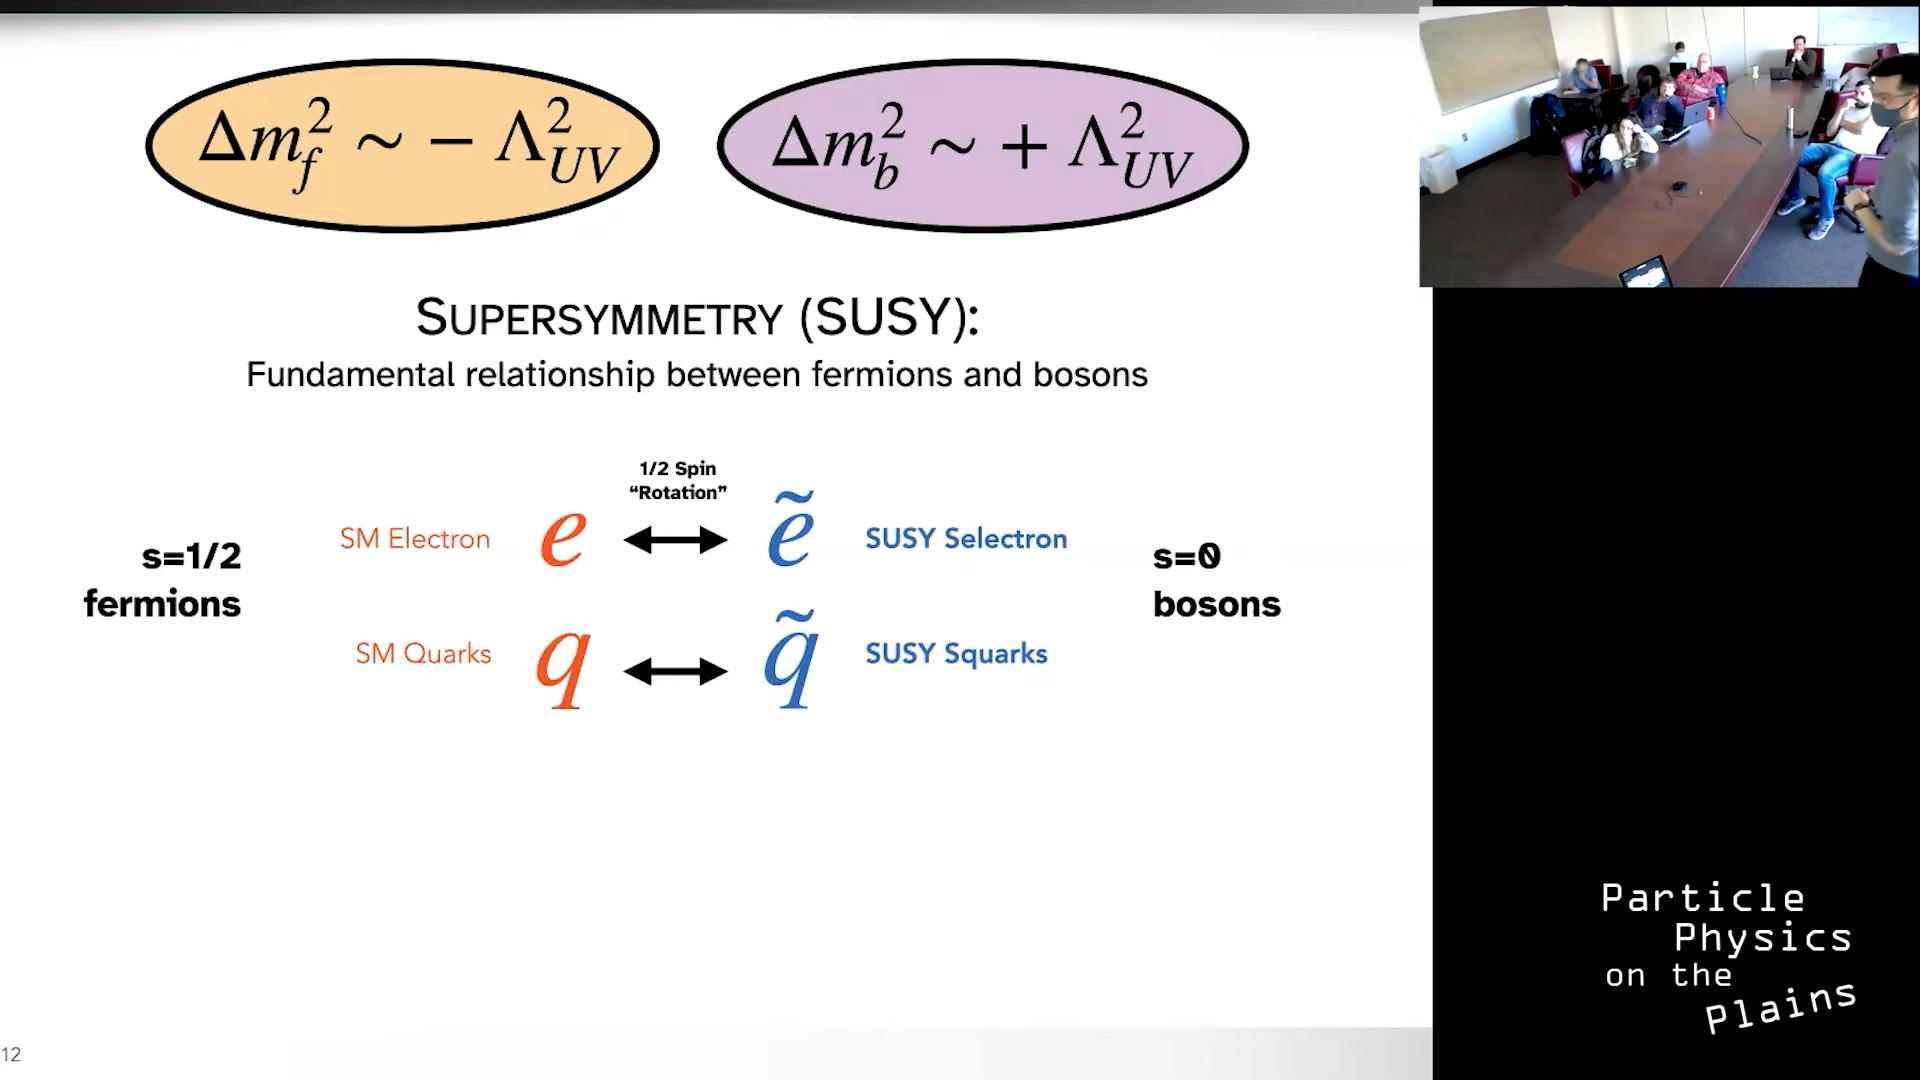 Δm_f^2 ~ − Λ_UV^2
Δm_b^2 ~ + Λ_UV^2
SUPERSYMMETRY (SUSY):
Fundamental relationship between fermions and bosons
1/2 Spin
“Rotation”
s=1/2
fermions
SM Electron e ẽ SUSY Selectron
SM Quarks q q̃ SUSY Squarks
s=0
bosons
12
Particle
Physics
on the
Plains